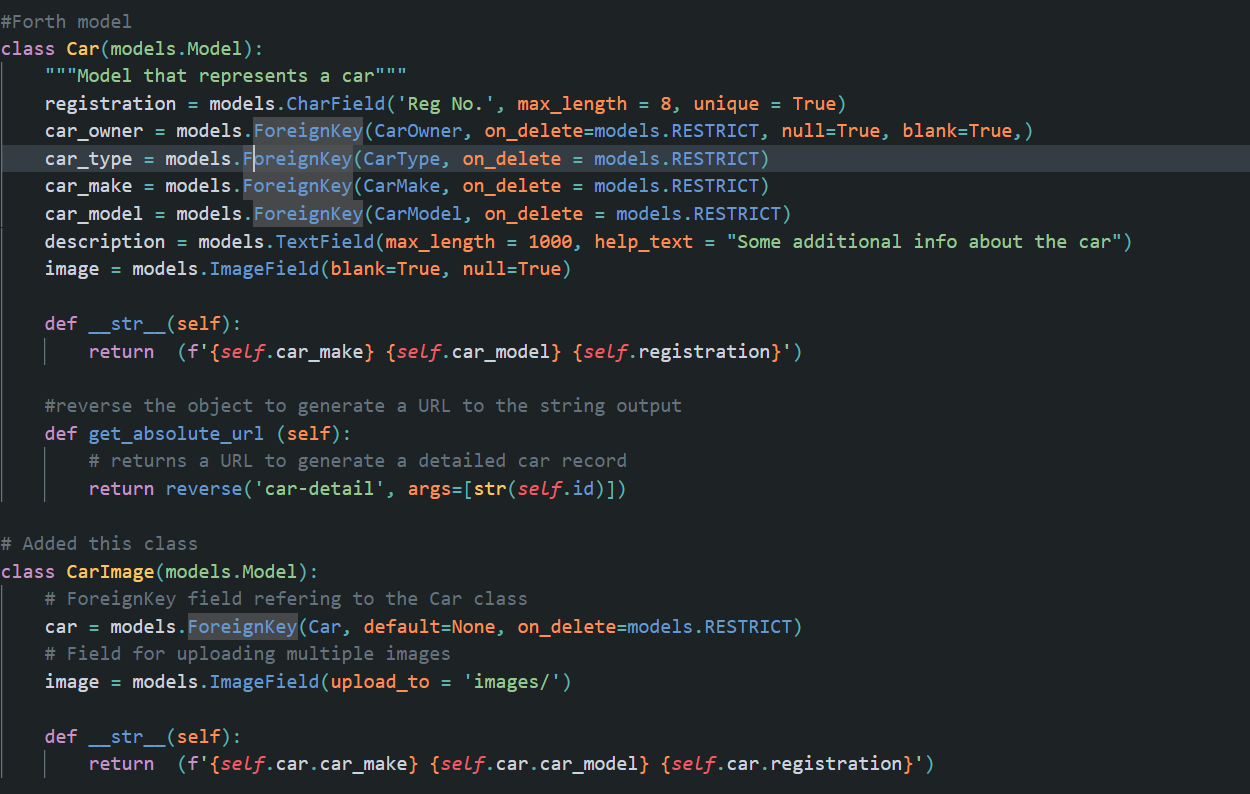 #Forth model
class Car(models.Model):
    """Model that represents a car"""
    registration = models.CharField('Reg No.', max_length = 8, unique = True)
    car_owner = models.ForeignKey(CarOwner, on_delete=models.RESTRICT, null=True, blank=True,)
    car_type = models.ForeignKey(CarType, on_delete = models.RESTRICT)
    car_make = models.ForeignKey(CarMake, on_delete = models.RESTRICT)
    car_model = models.ForeignKey(CarModel, on_delete = models.RESTRICT)
    description = models.TextField(max_length = 1000, help_text = "Some additional info about the car")
    image = models.ImageField(blank=True, null=True)

    def __str__(self):
        return  (f'{self.car_make} {self.car_model} {self.registration}')

    #reverse the object to generate a URL to the string output
    def get_absolute_url (self):
        # returns a URL to generate a detailed car record
        return reverse('car-detail', args=[str(self.id)])

# Added this class
class CarImage(models.Model):
    # ForeignKey field refering to the Car class
    car = models.ForeignKey(Car, default=None, on_delete=models.RESTRICT)
    # Field for uploading multiple images
    image = models.ImageField(upload_to = 'images/')

    def __str__(self):
        return  (f'{self.car.car_make} {self.car.car_model} {self.car.registration}')